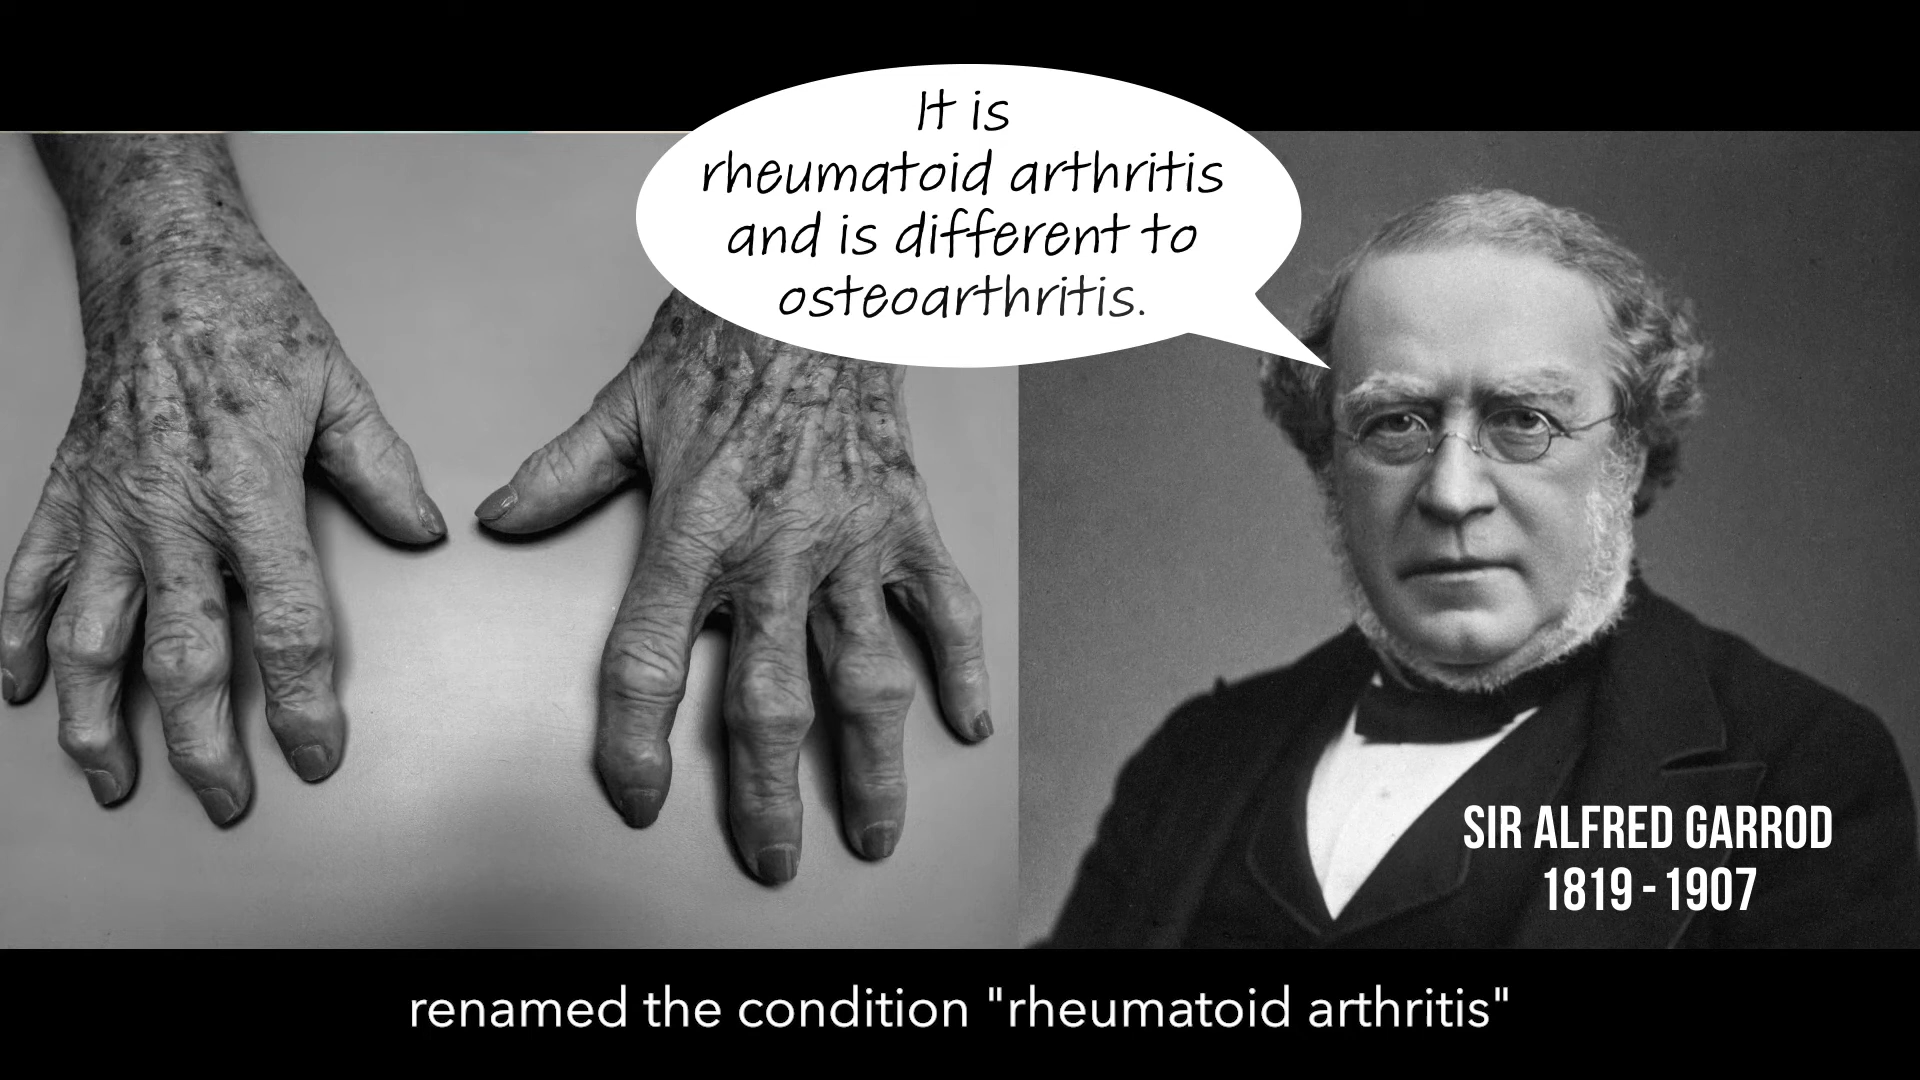 It is
rheumatoid arthritis
and is different to
osteoarthritis.
SIR ALFRED GARROD
1819 - 1907
renamed the condition "rheumatoid arthritis"